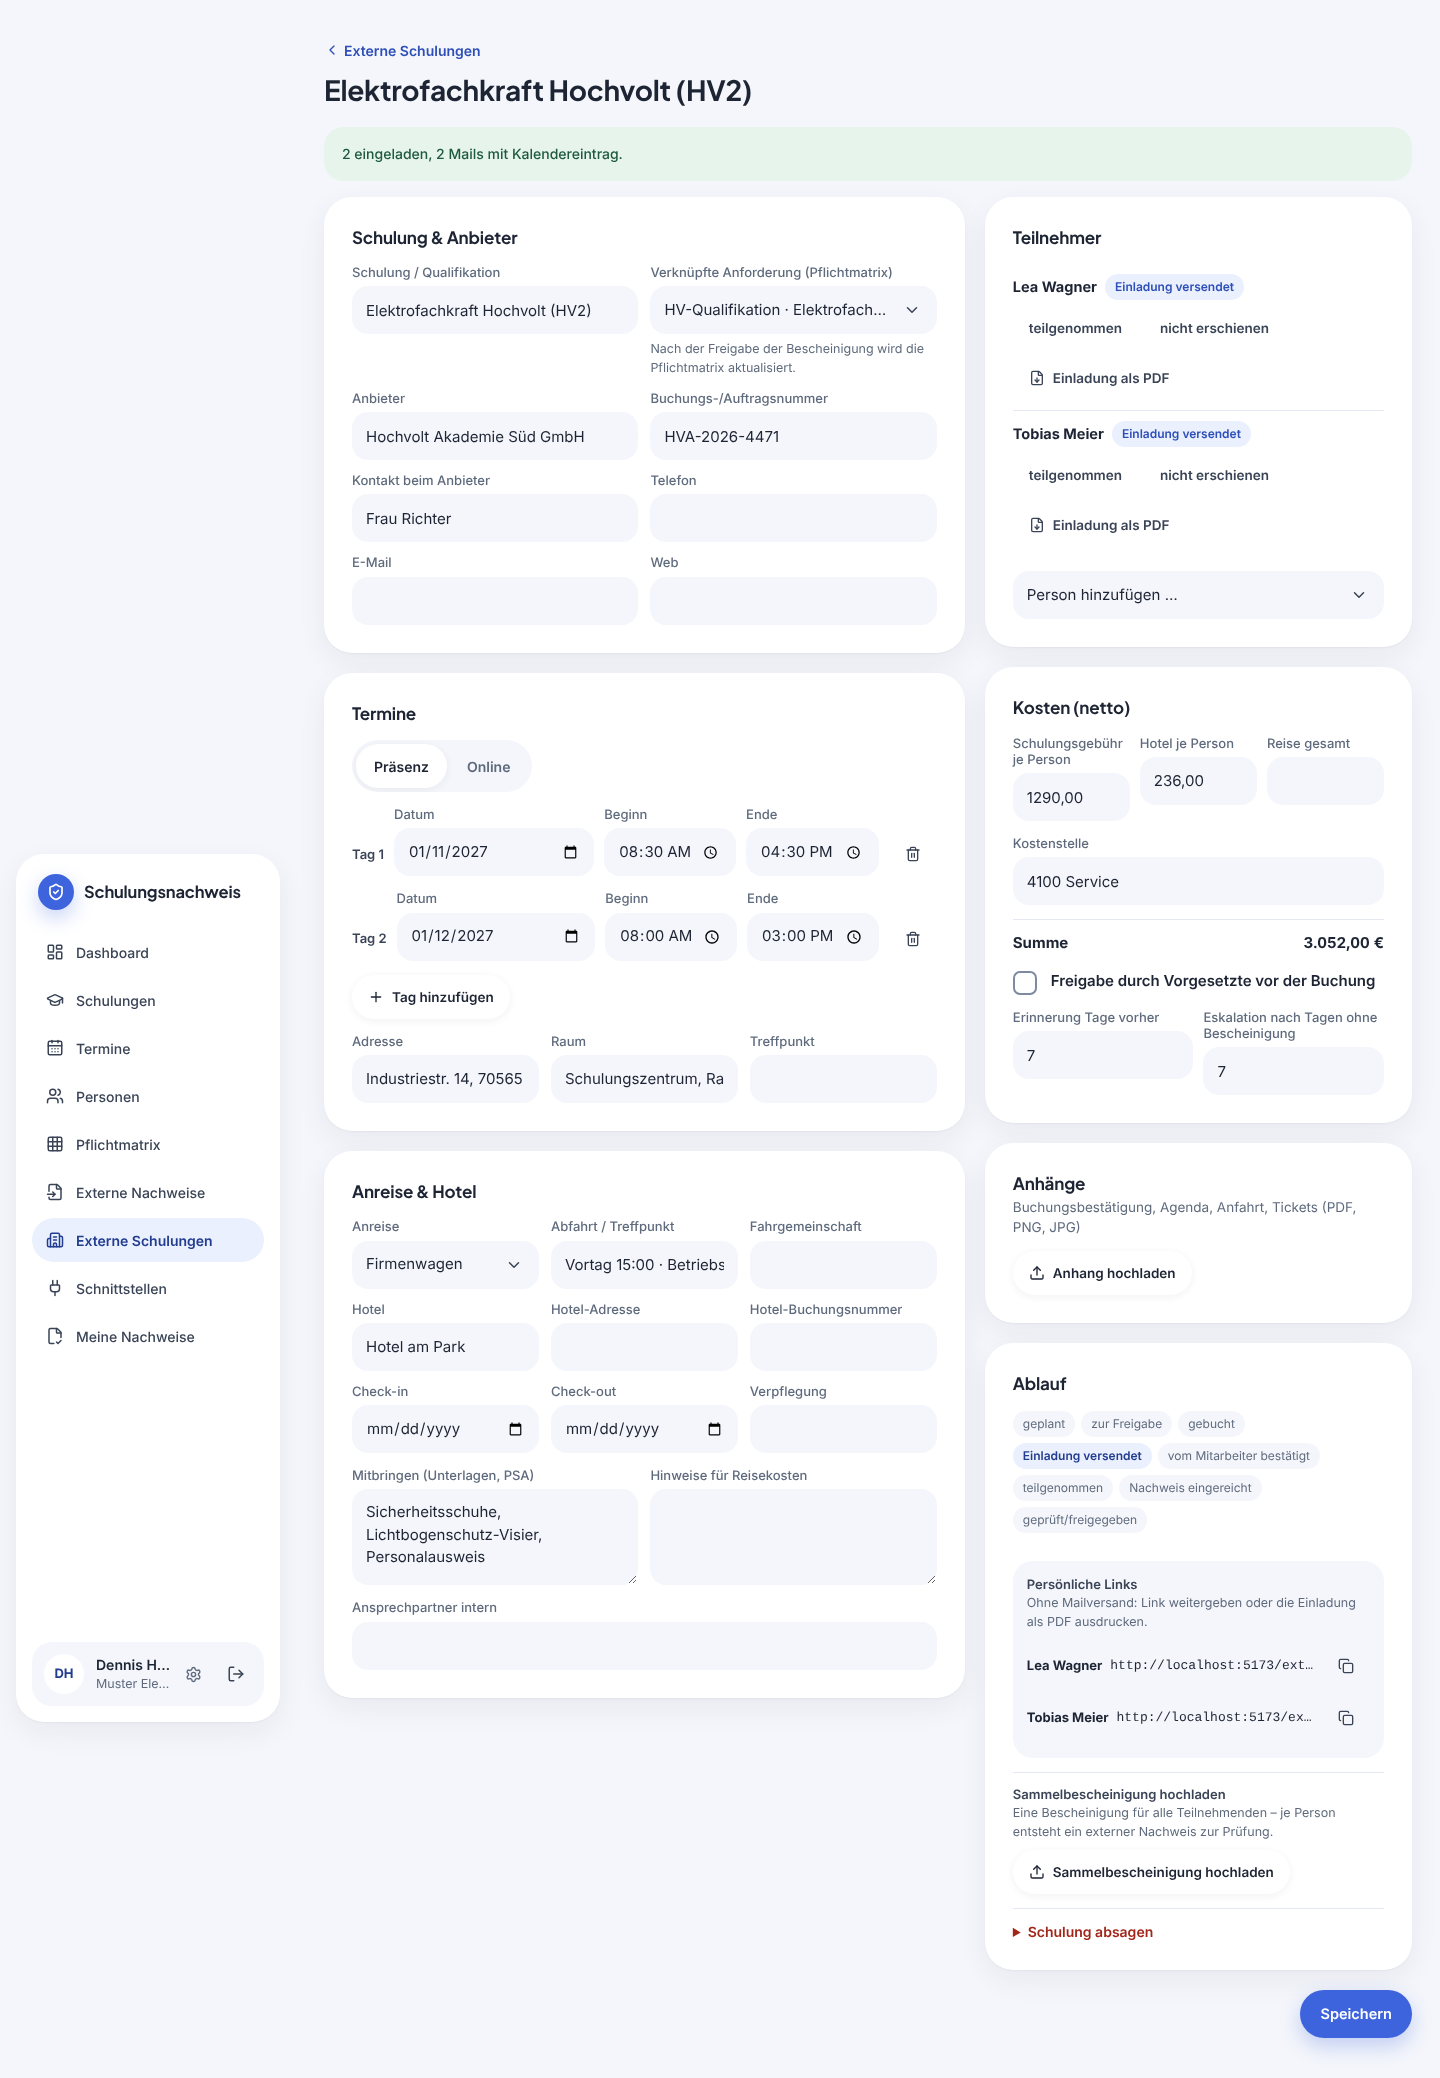 Externe Schulungen
Elektrofachkraft Hochvolt (HV2)
2 eingeladen, 2 Mails mit Kalendereintrag.
Schulung & Anbieter
Schulung / Qualifikation
Elektrofachkraft Hochvolt (HV2)
Verknüpfte Anforderung (Pflichtmatrix)
HV-Qualifikation · Elektrofach...
Nach der Freigabe der Bescheinigung wird die
Pflichtmatrix aktualisiert.
Anbieter
Hochvolt Akademie Süd GmbH
Buchungs-/Auftragsnummer
HVA-2026-4471
Kontakt beim Anbieter
Frau Richter
Telefon
E-Mail
Web
Termine
Präsenz
Online
Tag 1
Datum
01/11/2027
Beginn
08:30 AM
Ende
04:30 PM
Tag 2
Datum
01/12/2027
Beginn
08:00 AM
Ende
03:00 PM
Tag hinzufügen
Adresse
Industriestr. 14, 70565
Raum
Schulungszentrum, Ra
Treffpunkt
Anreise & Hotel
Anreise
Firmenwagen
Abfahrt / Treffpunkt
Vortag 15:00 · Betriebs
Fahrgemeinschaft
Hotel
Hotel am Park
Hotel-Adresse
Hotel-Buchungsnummer
Check-in
mm/dd/yyyy
Check-out
mm/dd/yyyy
Verpflegung
Mitbringen (Unterlagen, PSA)
Sicherheitsschuhe,
Lichtbogenschutz-Visier,
Personalausweis
Hinweise für Reisekosten
Ansprechpartner intern
Teilnehmer
Lea Wagner
Einladung versendet
teilgenommen
nicht erschienen
Einladung als PDF
Tobias Meier
Einladung versendet
teilgenommen
nicht erschienen
Einladung als PDF
Person hinzufügen ...
Kosten (netto)
Schulungsgebühr
je Person
1290,00
Hotel je Person
236,00
Reise gesamt
Kostenstelle
4100 Service
Summe
3.052,00 €
Freigabe durch Vorgesetzte vor der Buchung
Erinnerung Tage vorher
7
Eskalation nach Tagen ohne
Bescheinigung
7
Anhänge
Buchungsbestätigung, Agenda, Anfahrt, Tickets (PDF,
PNG, JPG)
Anhang hochladen
Ablauf
geplant
zur Freigabe
gebucht
Einladung versendet
vom Mitarbeiter bestätigt
teilgenommen
Nachweis eingereicht
geprüft/freigegeben
Persönliche Links
Ohne Mailversand: Link weitergeben oder die Einladung
als PDF ausdrucken.
Lea Wagner http://localhost:5173/ext...
Tobias Meier http://localhost:5173/ex...
Sammelbescheinigung hochladen
Eine Bescheinigung für alle Teilnehmenden – je Person
entsteht ein externer Nachweis zur Prüfung.
Sammelbescheinigung hochladen
Schulung absagen
Speichern
Schulungsnachweis
Dashboard
Schulungen
Termine
Personen
Pflichtmatrix
Externe Nachweise
Externe Schulungen
Schnittstellen
Meine Nachweise
DH
Dennis H...
Muster Ele...